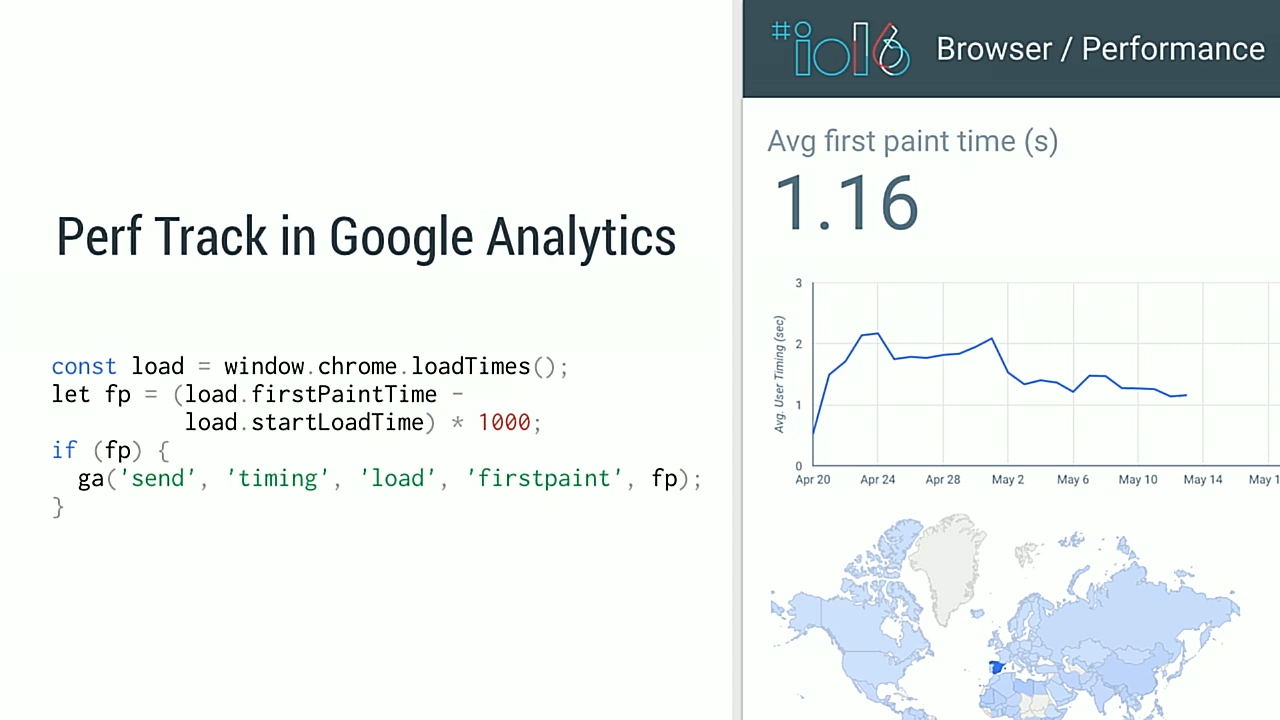 Perf Track in Google Analytics
const load = window.chrome.loadTimes();
let fp = (load.firstPaintTime -
load.startLoadTime) * 1000;
if (fp) {
ga('send', 'timing', 'load', 'firstpaint', fp);
}
#io16
Browser / Performance
Avg first paint time (s)
1.16
Avg. User Timing (sec)
3
2
1
0
Apr 20 Apr 24 Apr 28 May 2 May 6 May 10 May 14 May 1